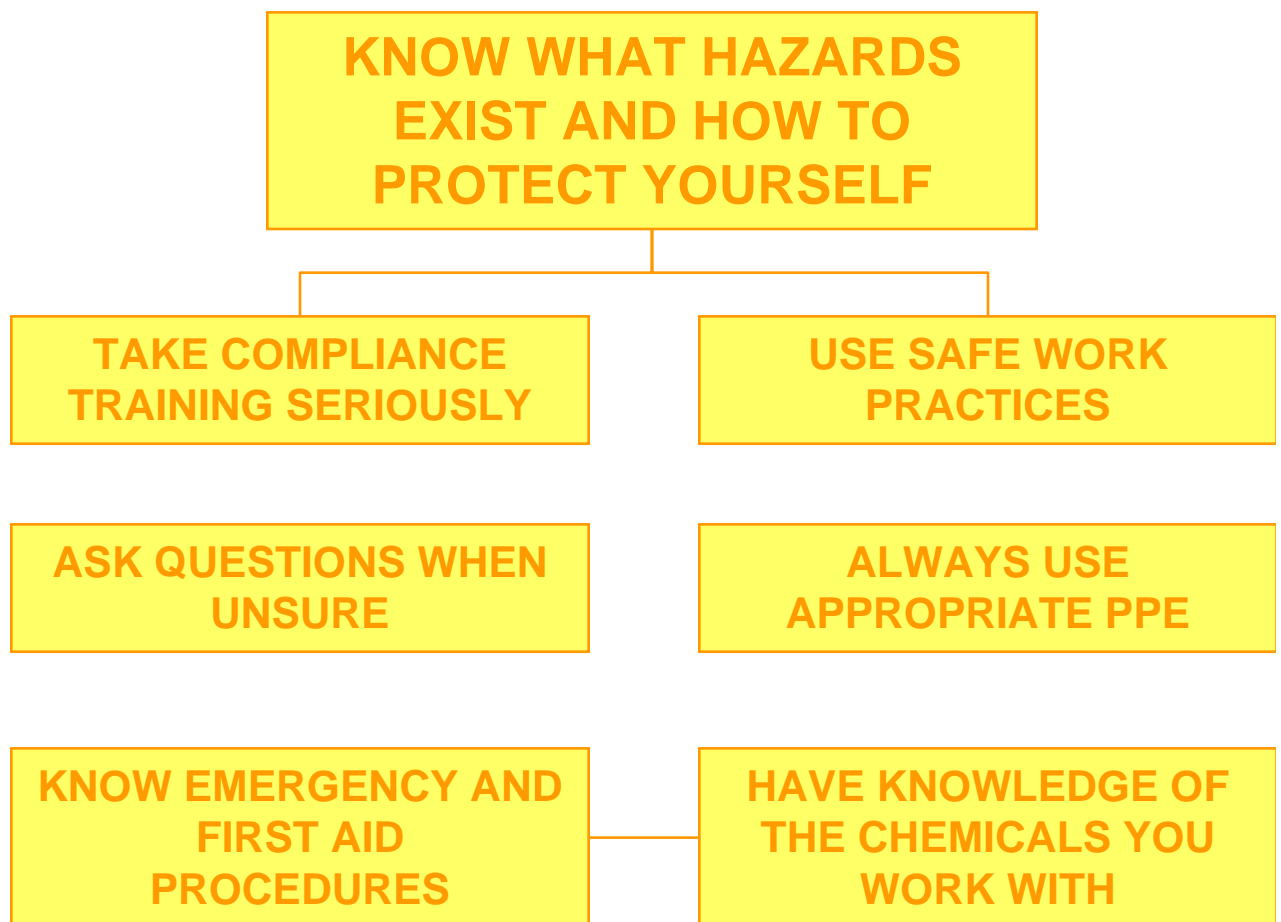 KNOW WHAT HAZARDS
EXIST AND HOW TO
PROTECT YOURSELF
TAKE COMPLIANCE
TRAINING SERIOUSLY
USE SAFE WORK
PRACTICES
ASK QUESTIONS WHEN
UNSURE
ALWAYS USE
APPROPRIATE PPE
KNOW EMERGENCY AND
FIRST AID
PROCEDURES
HAVE KNOWLEDGE OF
THE CHEMICALS YOU
WORK WITH